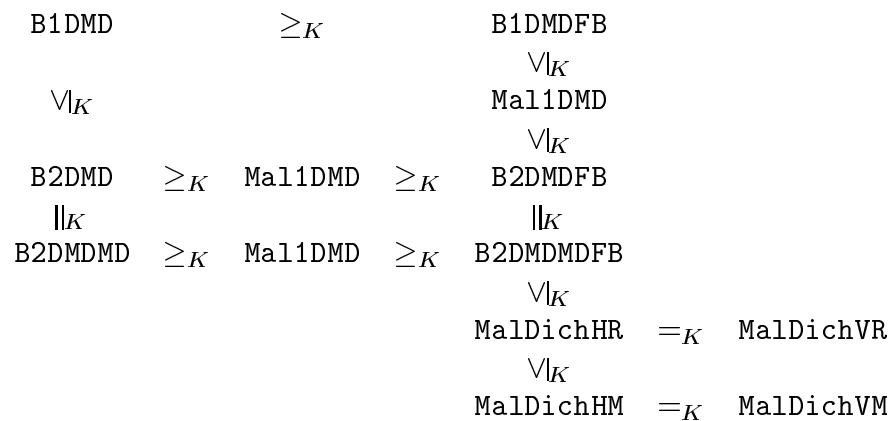 B1DMD ≥K B1DMDFB
≥K
≥K Mal1DMD
≥K
B2DMD ≥K Mal1DMD ≥K B2DMDFB
=K =K
B2DMDMD ≥K Mal1DMD ≥K B2DMDMDFB
≥K
MalDichHR =K MalDichVR
≥K
MalDichHM =K MalDichVM